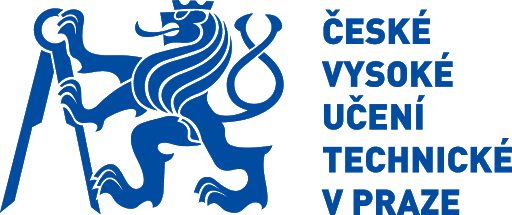 ČESKÉ
VYSOKÉ
UČENÍ
TECHNICKÉ
V PRAZE